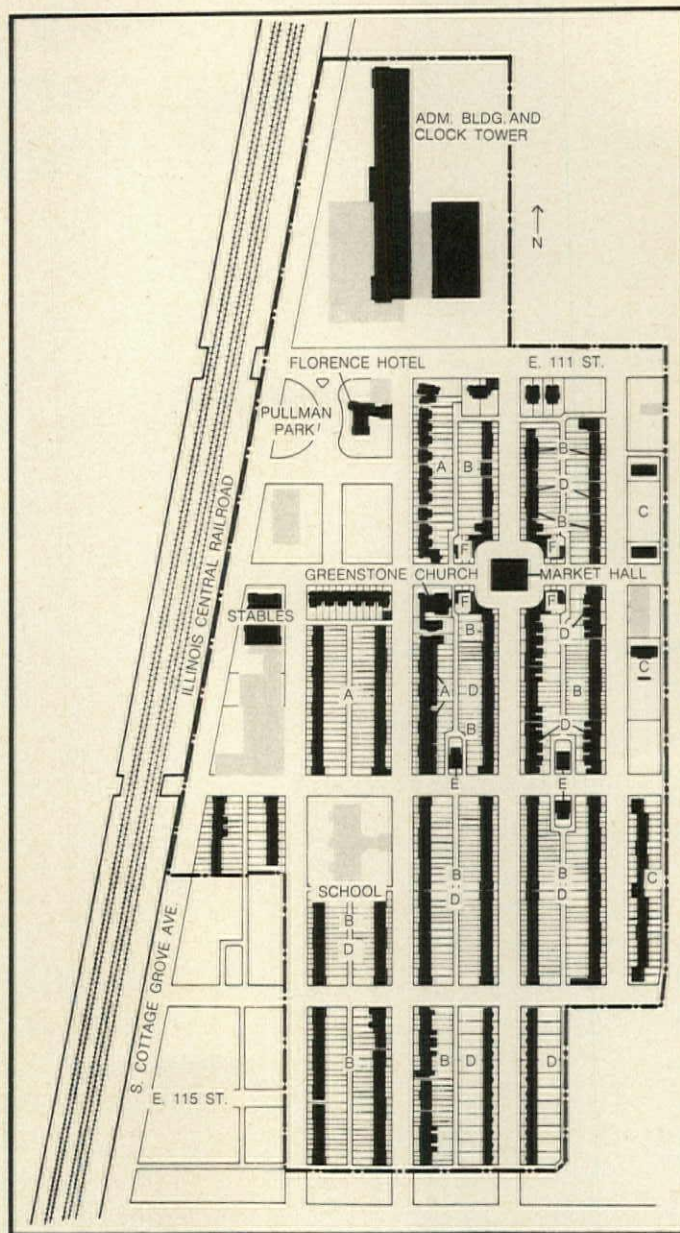 ADM. BLDG. AND
CLOCK TOWER
N
FLORENCE HOTEL
E. 111 ST.
PULLMAN
PARK
A
B
B
D
B
C
F
F
ILLINOIS CENTRAL RAILROAD
GREENSTONE CHURCH
MARKET HALL
STABLES
F
F
B
D
C
A
A
D
B
B
D
E
E
SCHOOL
B
D
B
D
B
D
C
S. COTTAGE GROVE AVE.
B
B
D
D
E. 115 ST.